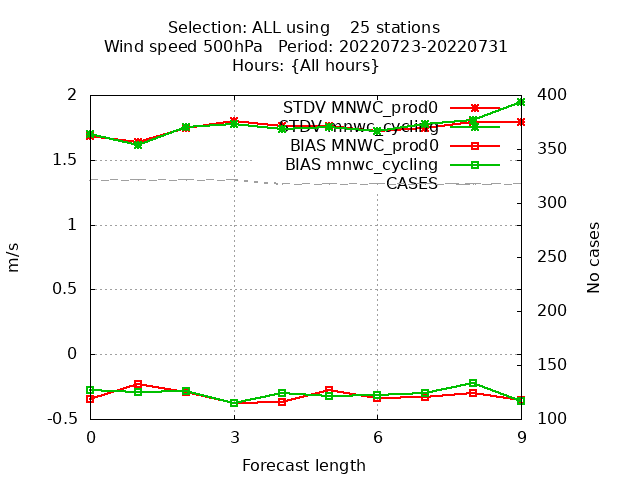 Selection: ALL using    25 stations
Wind speed 500hPa   Period: 20220723-20220731
Hours: {All hours}
STDV MNWC_prod0
STDV mnwc_cycling
BIAS MNWC_prod0
BIAS mnwc_cycling
CASES
2
1.5
1
0.5
0
-0.5
400
350
300
250
200
150
100
m/s
No cases
0 3 6 9
Forecast length